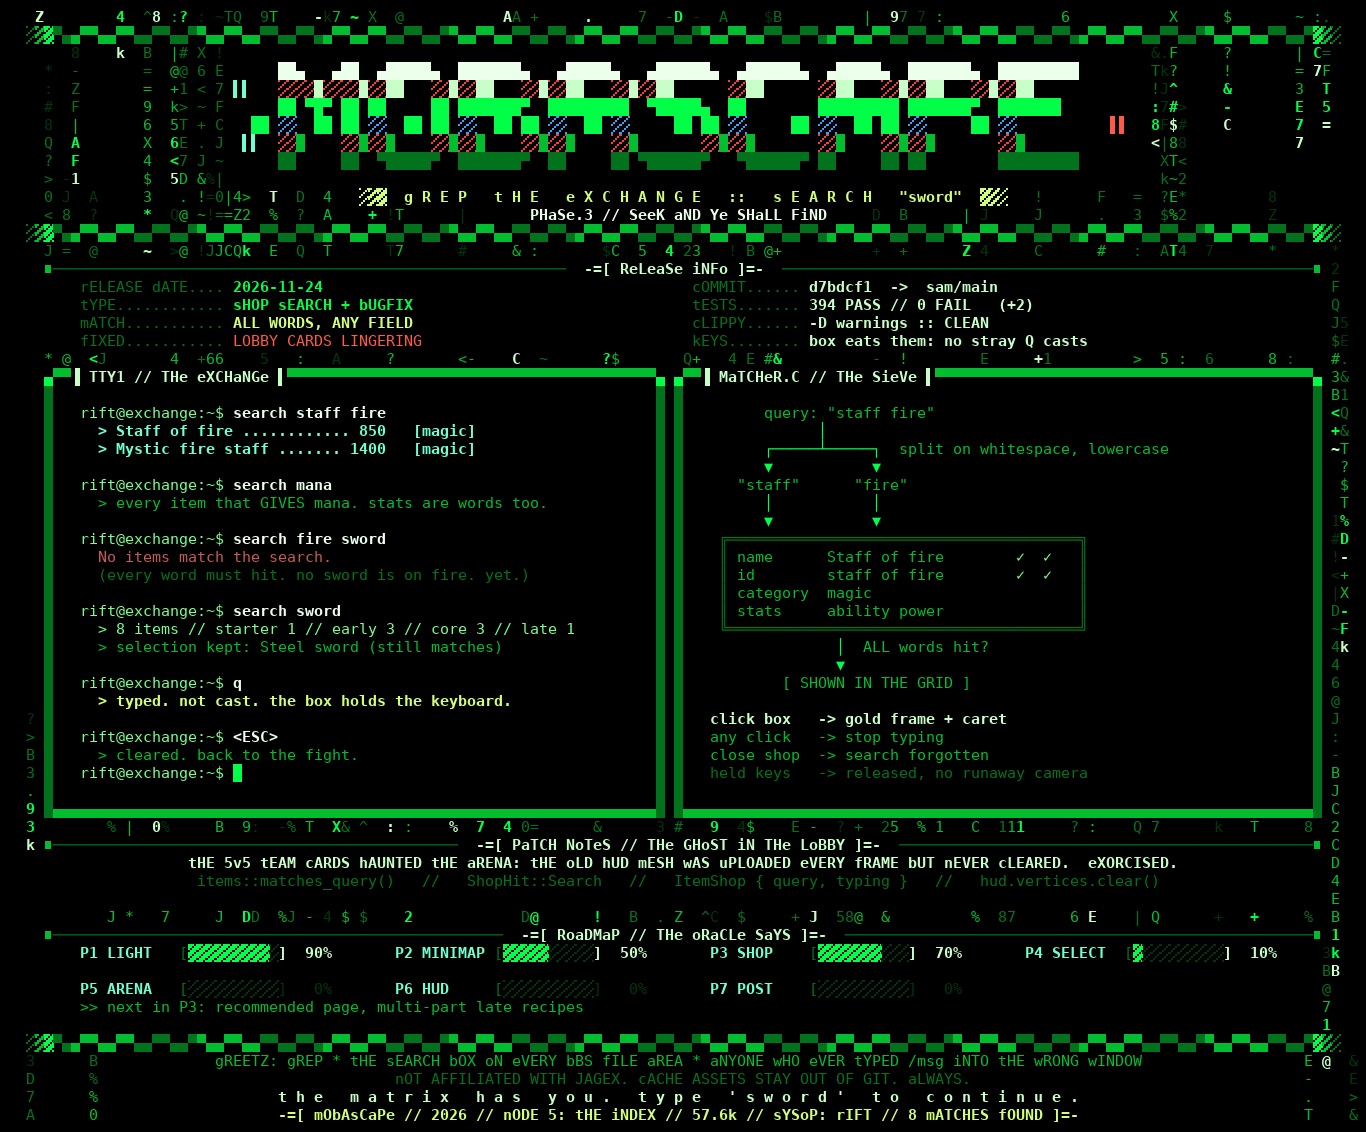 gREP tHE eXCHANGE :: sEARCH "sword"
PHaSe.3 // SeeK aND Ye SHaLL FiND
-=[ ReLeaSe iNFo ]=-
rELEASE dATE.... 2026-11-24
cOMMIT...... d7bdcf1 -> sam/main
tYPE............ sHOP sEARCH + bUGFIX
tESTS....... 394 PASS // 0 FAIL (+2)
mATCH........... ALL WORDS, ANY FIELD
cLIPPY...... -D warnings :: CLEAN
fIXED........... LOBBY CARDS LINGERING
kEYS........ box eats them: no stray Q casts
TTY1 // THe eXCHaNGe
rift@exchange:~$ search staff fire
> Staff of fire ............ 850 [magic]
> Mystic fire staff ....... 1400 [magic]
rift@exchange:~$ search mana
> every item that GIVES mana. stats are words too.
rift@exchange:~$ search fire sword
No items match the search.
(every word must hit. no sword is on fire. yet.)
rift@exchange:~$ search sword
> 8 items // starter 1 // early 3 // core 3 // late 1
> selection kept: Steel sword (still matches)
rift@exchange:~$ q
> typed. not cast. the box holds the keyboard.
rift@exchange:~$ <ESC>
> cleared. back to the fight.
rift@exchange:~$
MaTCHeR.C // THe SieVe
query: "staff fire"
split on whitespace, lowercase
"staff" "fire"
name Staff of fire ✓ ✓
id staff of fire ✓ ✓
category magic
stats ability power
ALL words hit?
[ SHOWN IN THE GRID ]
click box -> gold frame + caret
any click -> stop typing
close shop -> search forgotten
held keys -> released, no runaway camera
-=[ PaTCH NoTeS // THe GHoST iN THe LoBBY ]=-
tHE 5v5 tEAM cARDS hAUNTED tHE aRENA: tHE oLD hUD mESH wAS uPLOADED eVERY fRAME bUT nEVER cLEARED. eXORCISED.
items::matches_query() // ShopHit::Search // ItemShop { query, typing } // hud.vertices.clear()
-=[ RoaDMaP // THe oRaCLe SaYS ]=-
P1 LIGHT [ ] 90% P2 MINIMAP [ ] 50% P3 SHOP [ ] 70% P4 SELECT [ ] 10%
P5 ARENA [ ] 0% P6 HUD [ ] 0% P7 POST [ ] 0%
>> next in P3: recommended page, multi-part late recipes
gREETZ: gREP * tHE sEARCH bOX oN eVERY bBS fILE aREA * aNYONE wHO eVER tYPED /msg iNTO tHE wRONG wINDOW
nOT AFFILIATED WITH JAGEX. cACHE ASSETS STAY OUT OF GIT. aLWAYS.
the matrix has you. type 'sword' to continue.
-=[ mObAsCaPe // 2026 // nODE 5: tHE iNDEX // 57.6k // sYSoP: rIFT // 8 mATCHES fOUND ]=-